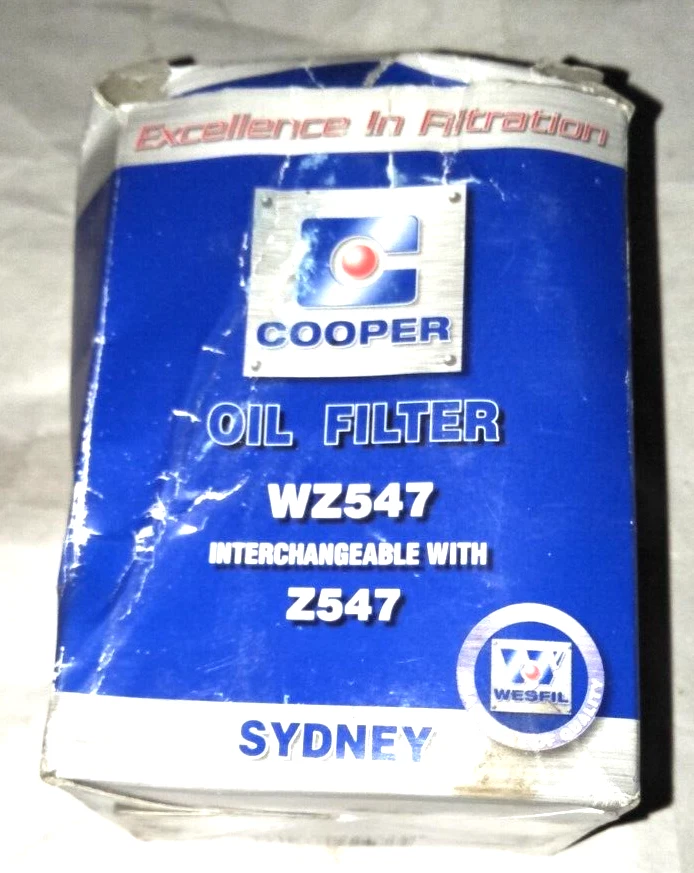 Excellence In Filtration
COOPER
OIL FILTER
WZ547
INTERCHANGEABLE WITH
Z547
WESFIL
SYDNEY